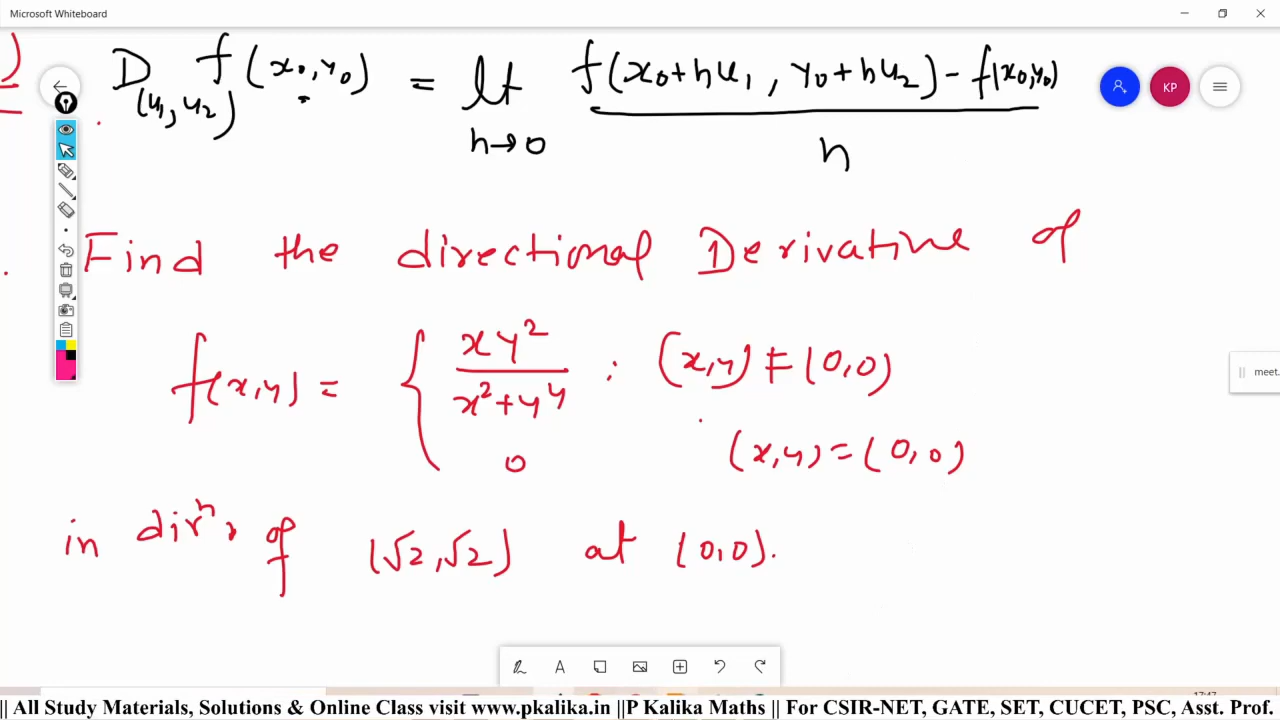 Microsoft Whiteboard
D(u₁, u₂) f(x₀, y₀) = lt h→0 f(x₀+hu₁, y₀+hu₂) - f(x₀, y₀) / h
KP
Find the directional Derivative of
f(x,y) = { xy² / x²+y⁴ : (x,y) ≠ (0,0)
0 (x,y) = (0,0)
meet.
in dirⁿ, of (√2, √2) at (0,0).
17:47
|| All Study Materials, Solutions & Online Class visit www.pkalika.in ||P Kalika Maths || For CSIR-NET, GATE, SET, CUCET, PSC, Asst. Prof.